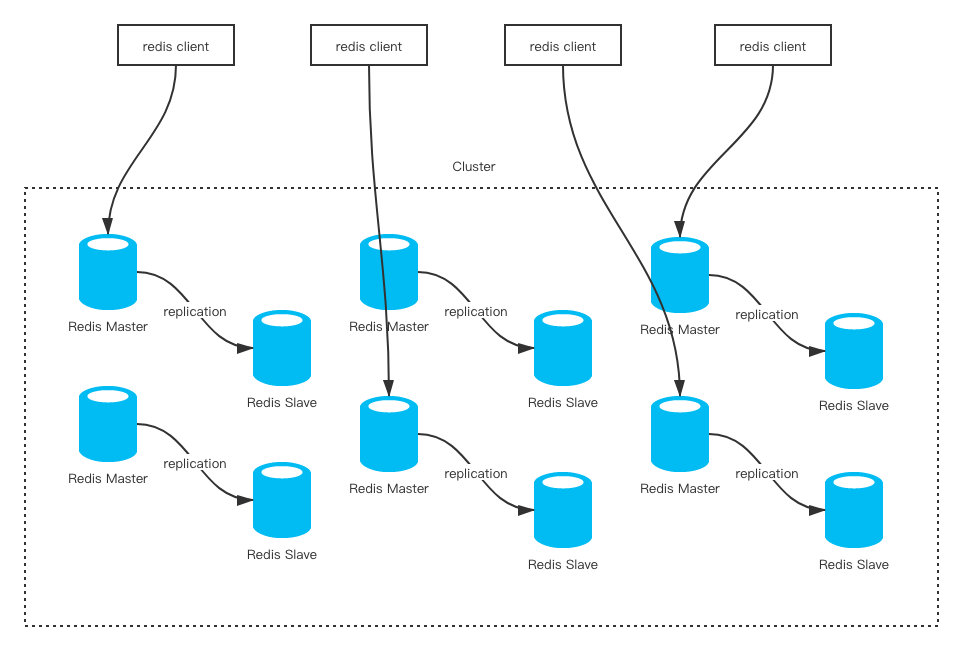 redis client
redis client
redis client
redis client
Cluster
replication
replication
replication
Redis Master
Redis Master
Redis Master
Redis Slave
Redis Slave
Redis Slave
replication
replication
replication
Redis Master
Redis Master
Redis Master
Redis Slave
Redis Slave
Redis Slave